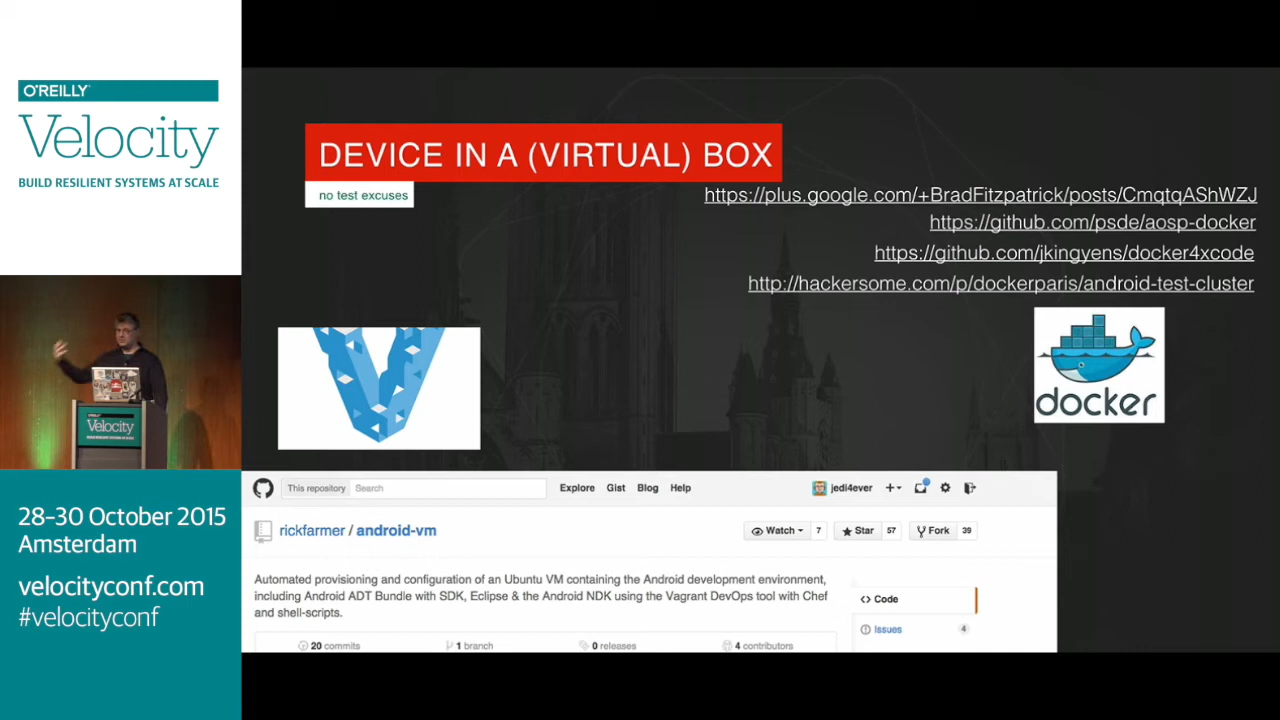 O'REILLY
Velocity
BUILD RESILIENT SYSTEMS AT SCALE
Velocity
28-30 October 2015
Amsterdam
velocityconf.com
#velocityconf
DEVICE IN A (VIRTUAL) BOX
no test excuses
https://plus.google.com/+BradFitzpatrick/posts/CmqtqAShWZJ
https://github.com/psde/aosp-docker
https://github.com/jkingyens/docker4xcode
http://hackersome.com/p/dockerparis/android-test-cluster
docker
This repository Search Explore Gist Blog Help jedi4ever
rickfarmer / android-vm Watch 7 Star 57 Fork 39
Automated provisioning and configuration of an Ubuntu VM containing the Android development environment,
including Android ADT Bundle with SDK, Eclipse & the Android NDK using the Vagrant DevOps tool with Chef
and shell-scripts.
20 commits 1 branch 0 releases 4 contributors
<> Code
Issues 4